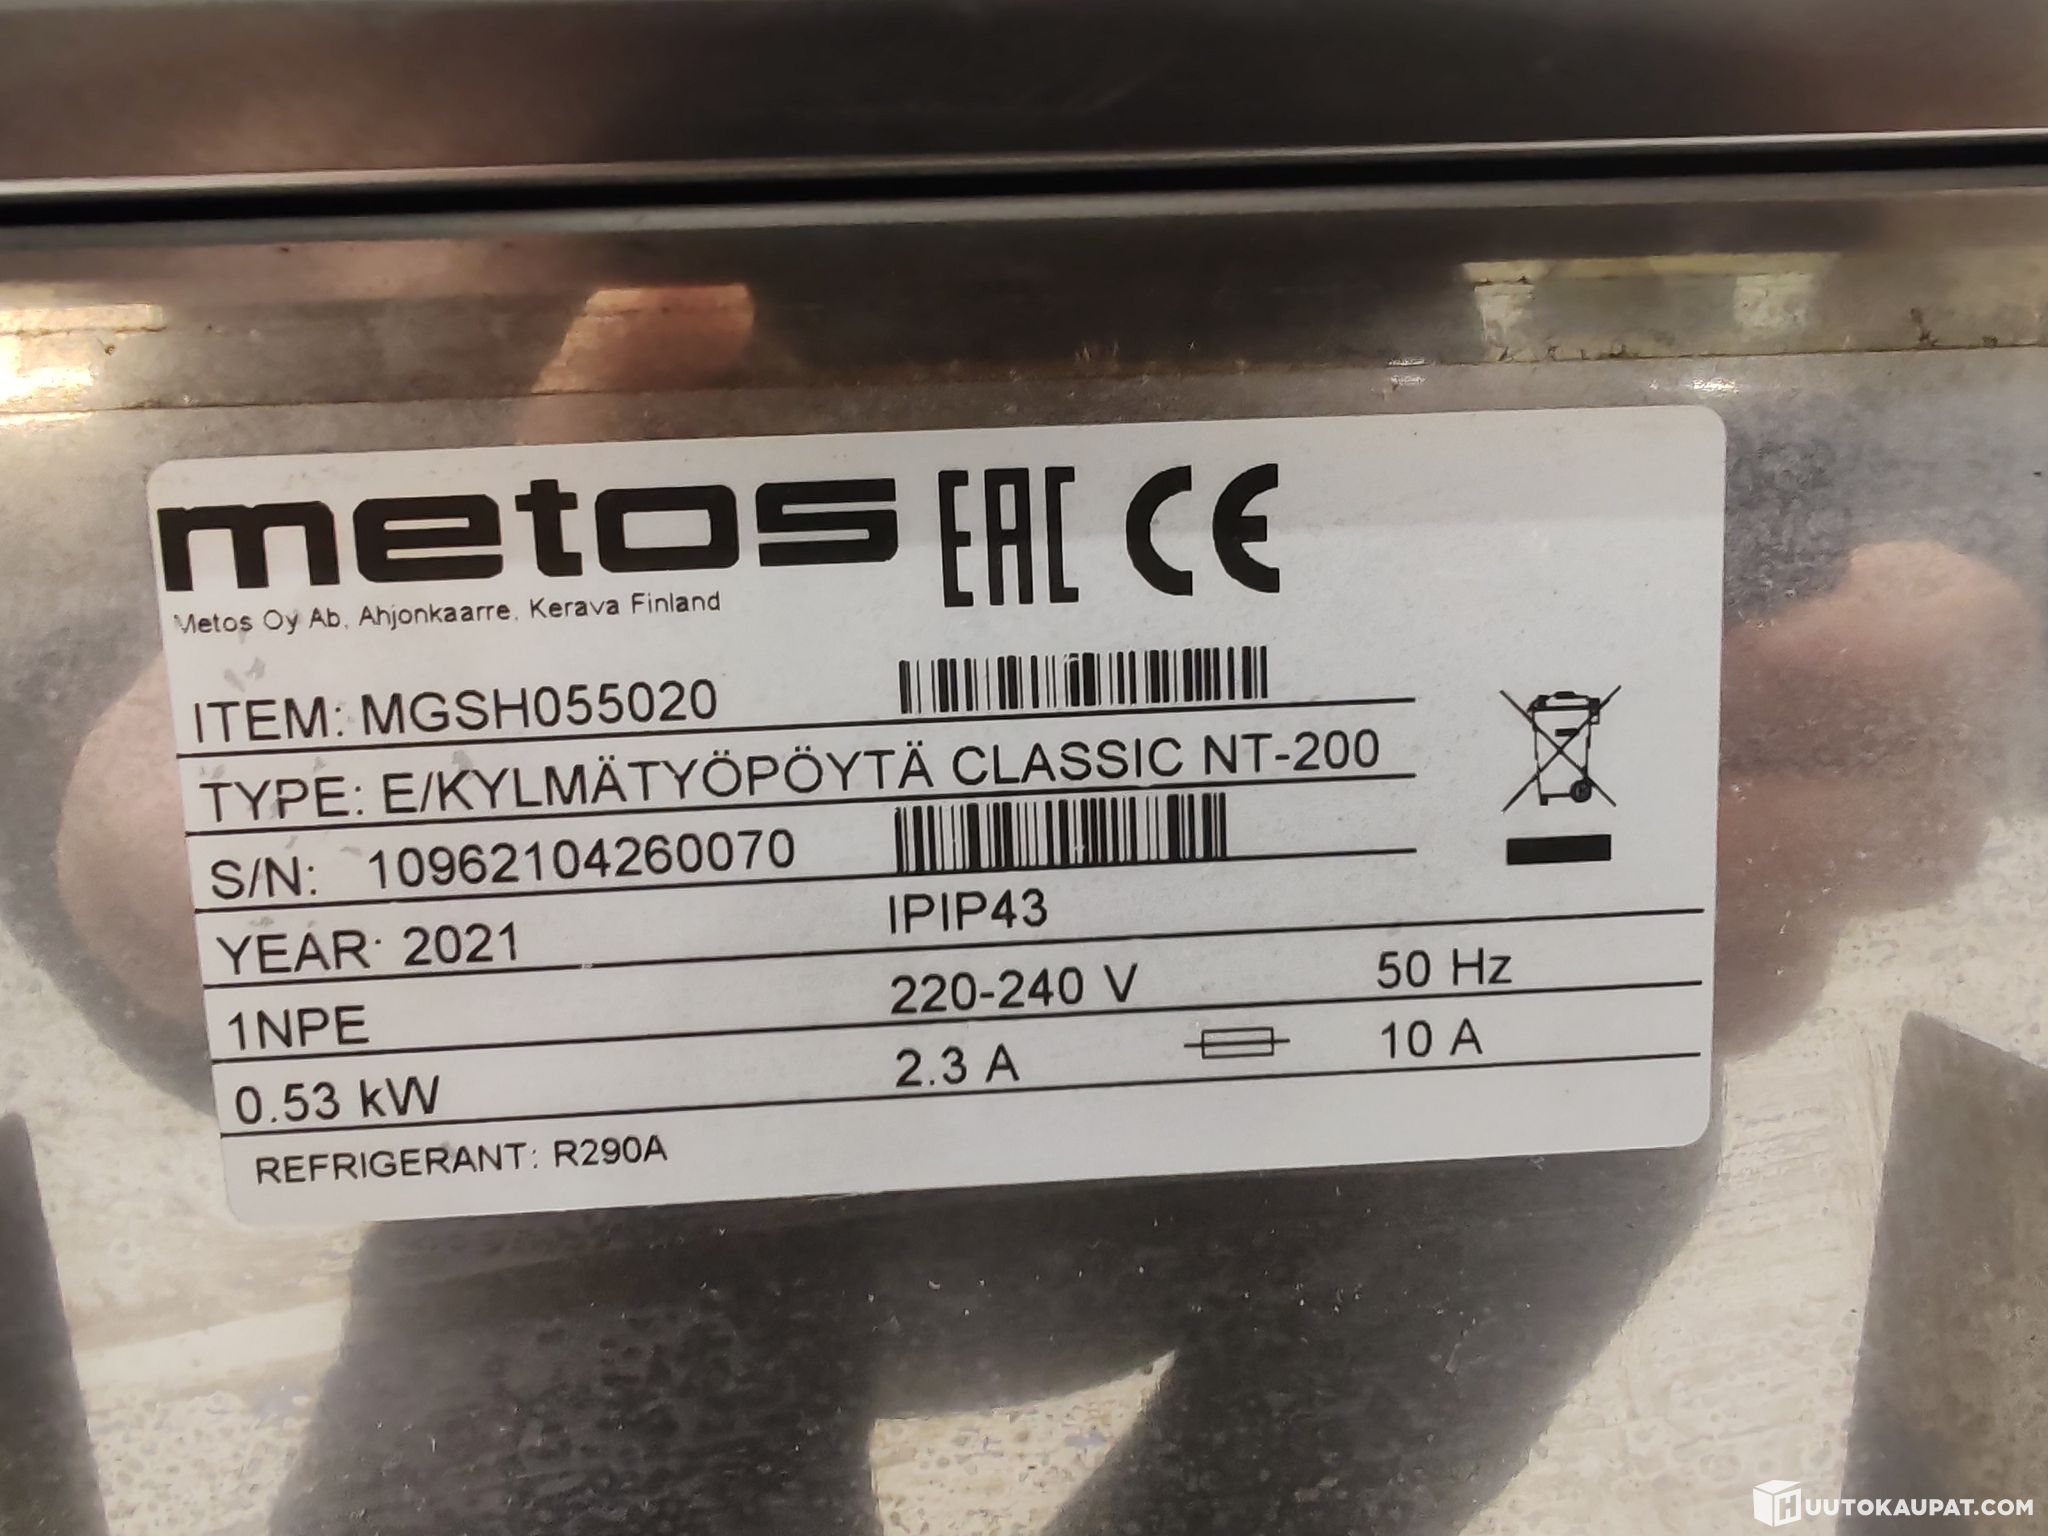 metos EAC CE
Metos Oy Ab, Ahjonkaarre, Kerava Finland
ITEM: MGSH055020
TYPE: E/KYLMÄTYÖPÖYTÄ CLASSIC NT-200
S/N: 10962104260070
YEAR: 2021 IPIP43
1NPE 220-240 V 50 Hz
0.53 kW 2.3 A 10 A
REFRIGERANT: R290A
HUUTOKAUPAT.COM